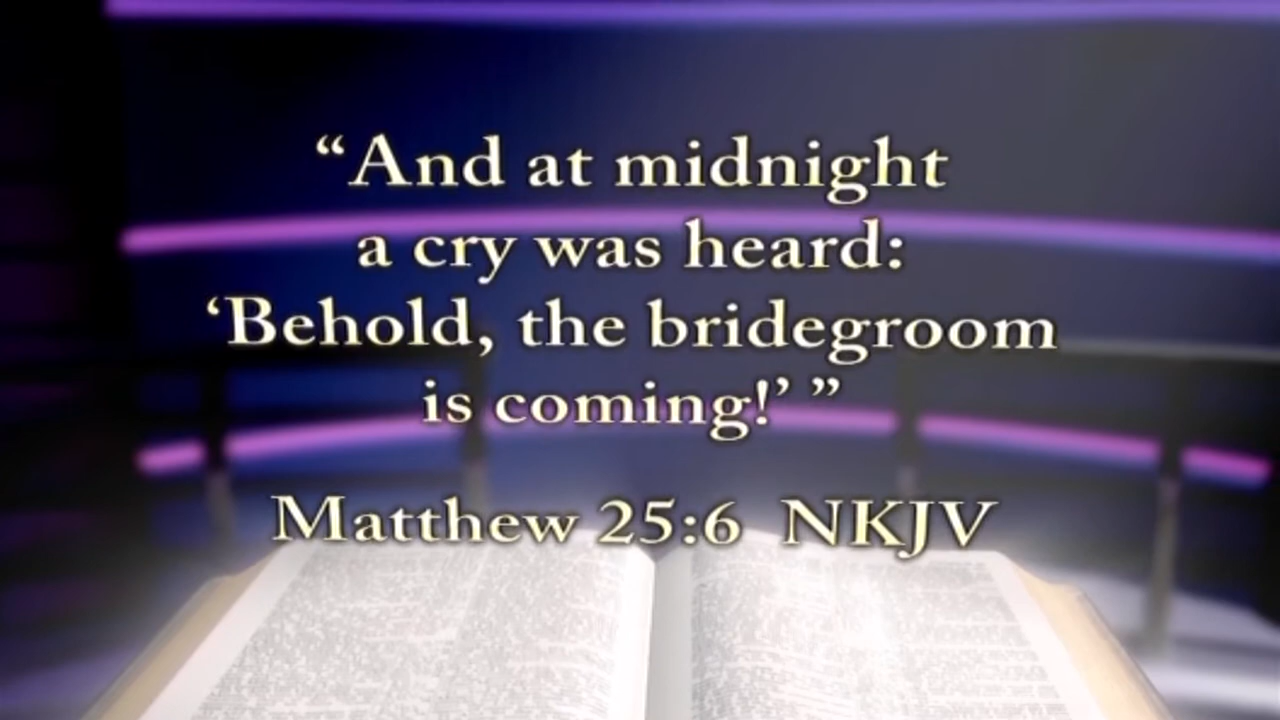 “And at midnight
a cry was heard:
‘Behold, the bridegroom
is coming!’ ”
Matthew 25:6 NKJV